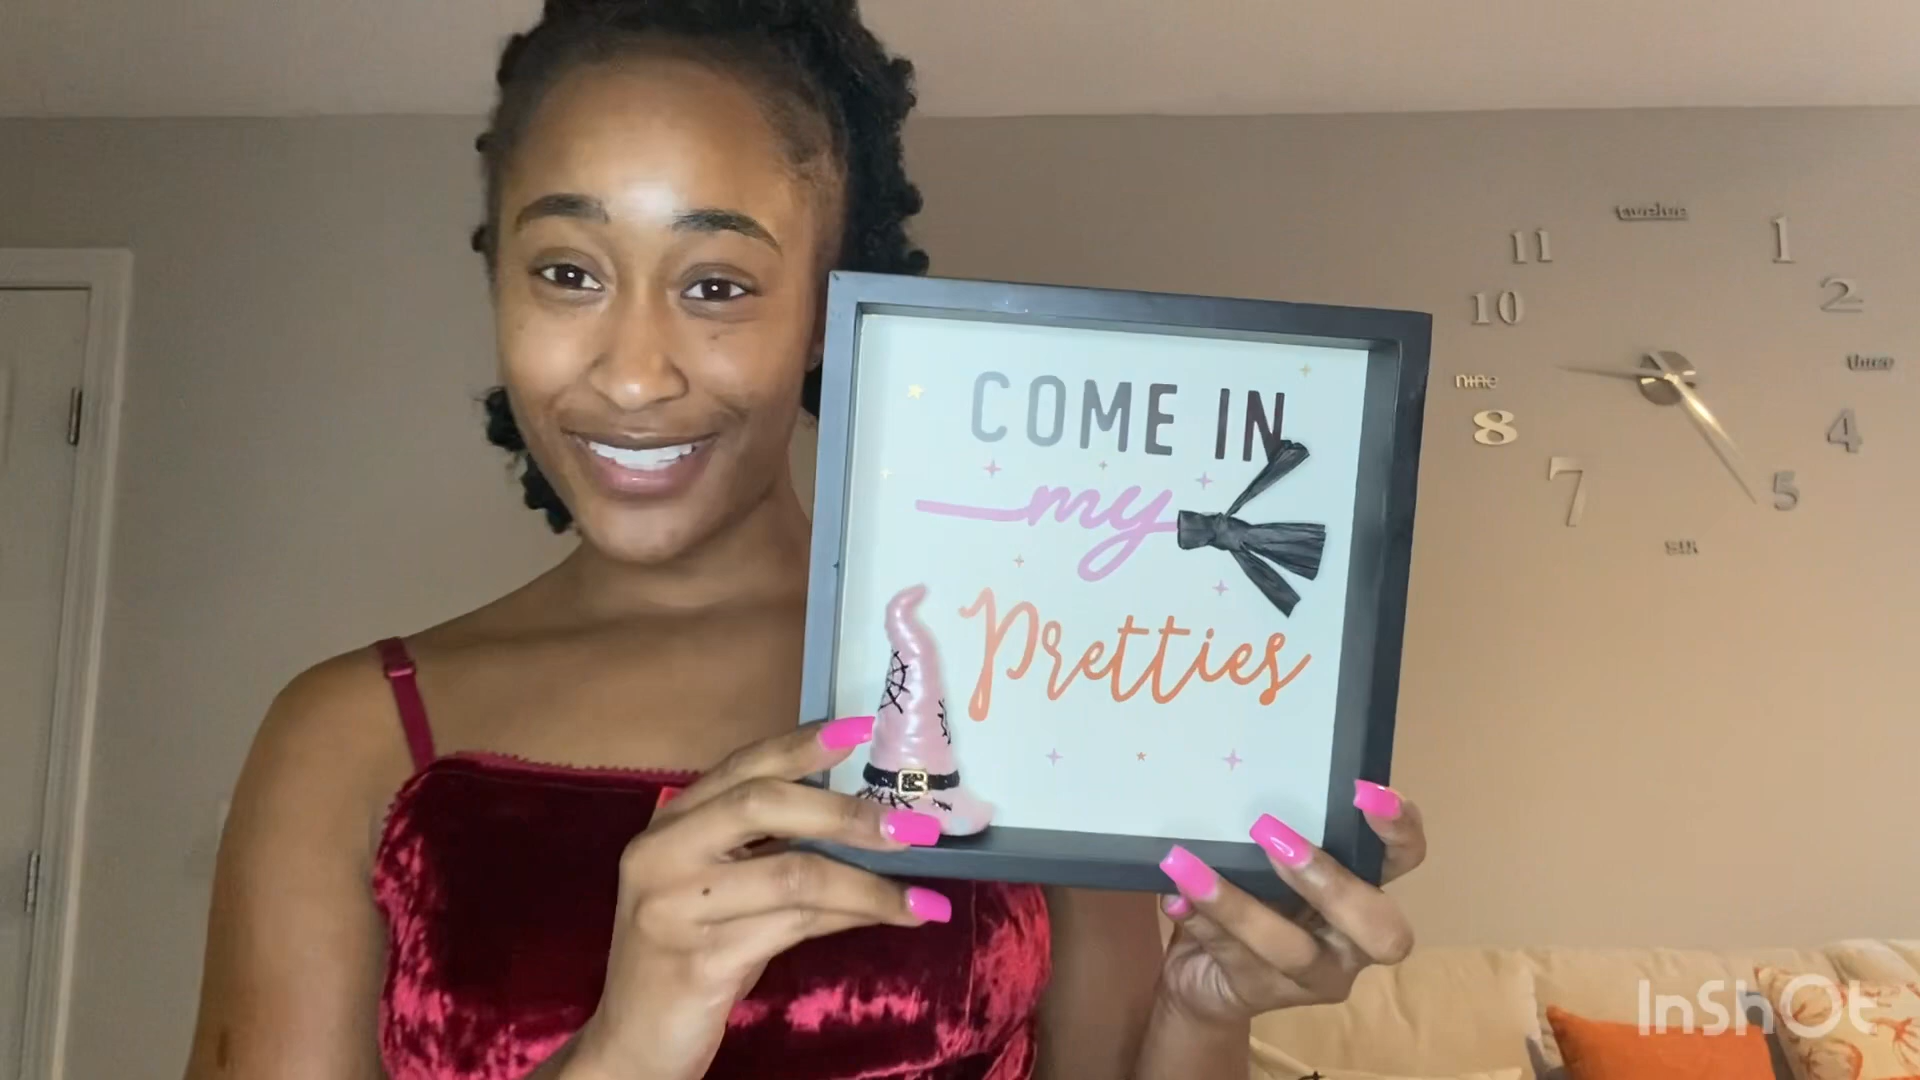 COME IN
my
Pretties
twelve
11
1
10
2
nine
three
8
4
7
5
six
InShOt